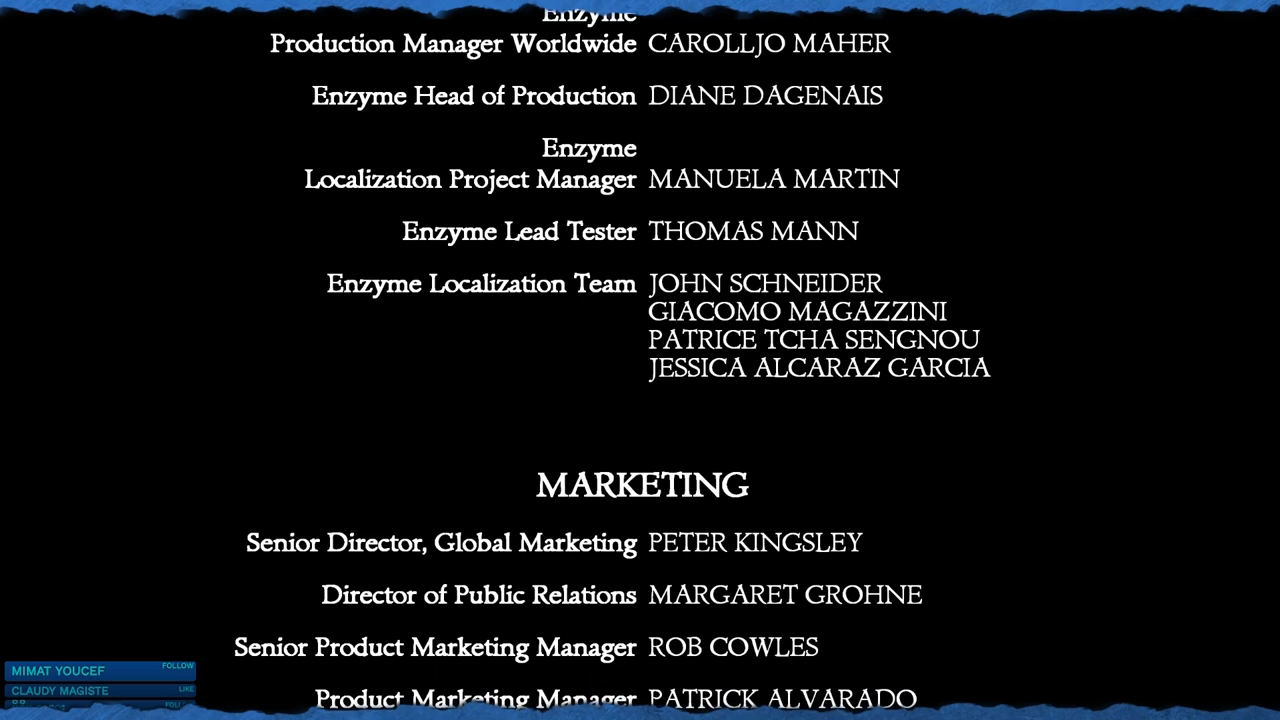 Enzyme
Production Manager Worldwide CAROLLJO MAHER
Enzyme Head of Production DIANE DAGENAIS
Enzyme
Localization Project Manager MANUELA MARTIN
Enzyme Lead Tester THOMAS MANN
Enzyme Localization Team JOHN SCHNEIDER
GIACOMO MAGAZZINI
PATRICE TCHA SENGNOU
JESSICA ALCARAZ GARCIA
MARKETING
Senior Director, Global Marketing PETER KINGSLEY
Director of Public Relations MARGARET GROHNE
Senior Product Marketing Manager ROB COWLES
Product Marketing Manager PATRICK ALVARADO
MIMAT YOUCEF FOLLOW
CLAUDY MAGISTE LIKE